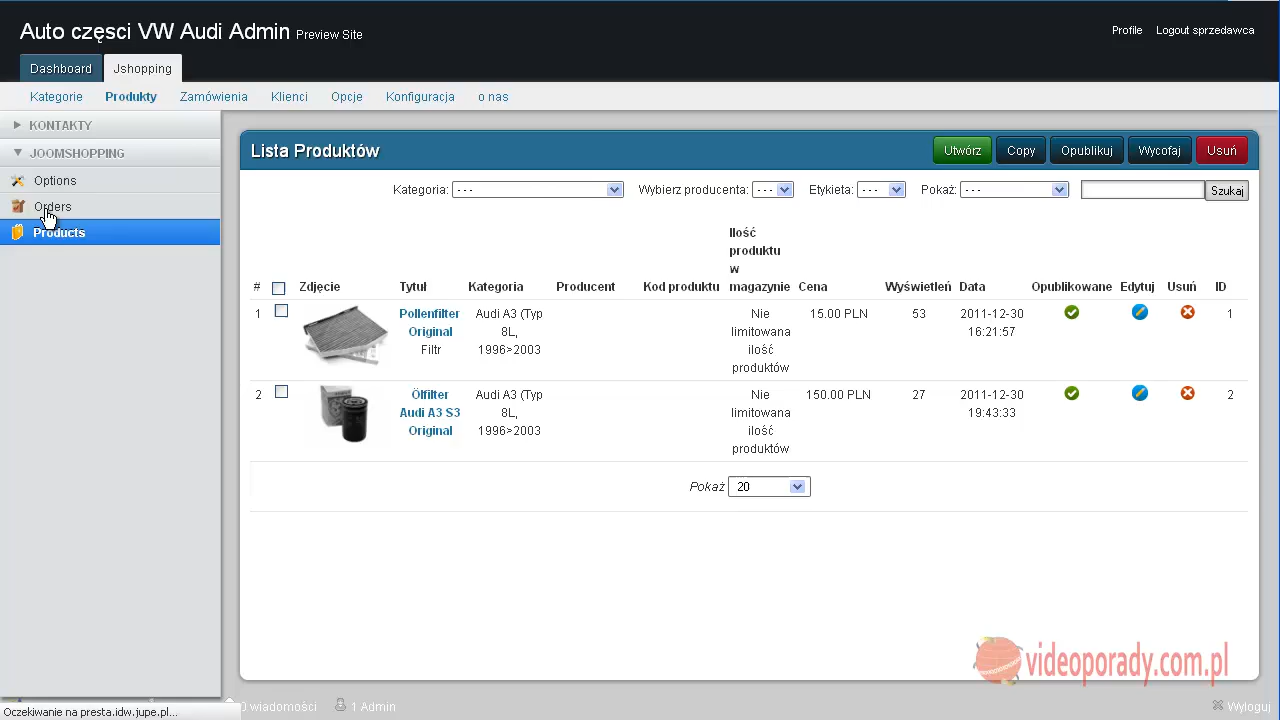 Auto częsci VW Audi Admin Preview Site
Profile Logout sprzedawca
Dashboard Jshopping
Kategorie Produkty Zamówienia Klienci Opcje Konfiguracja o nas
KONTAKTY
JOOMSHOPPING
Options
Orders
Products
Lista Produktów
Utwórz Copy Opublikuj Wycofaj Usuń
Kategoria: - - - Wybierz producenta: - - - Etykieta: - - - Pokaż: - - - Szukaj
# Zdjęcie Tytuł Kategoria Producent Kod produktu Ilość produktu w magazynie Cena Wyświetleń Data Opublikowane Edytuj Usuń ID
1 Pollenfilter Audi A3 (Typ Nie 15.00 PLN 53 2011-12-30 1
Original 8L, limitowana 16:21:57
Filtr 1996>2003 ilość
produktów
2 Ölfilter Audi A3 (Typ Nie 150.00 PLN 27 2011-12-30 2
Audi A3 S3 8L, limitowana 19:43:33
Original 1996>2003 ilość
produktów
Pokaż 20
videoporady.com.pl
Oczekiwanie na presta.idw.jupe.pl...
0 wiadomości 1 Admin Wyloguj